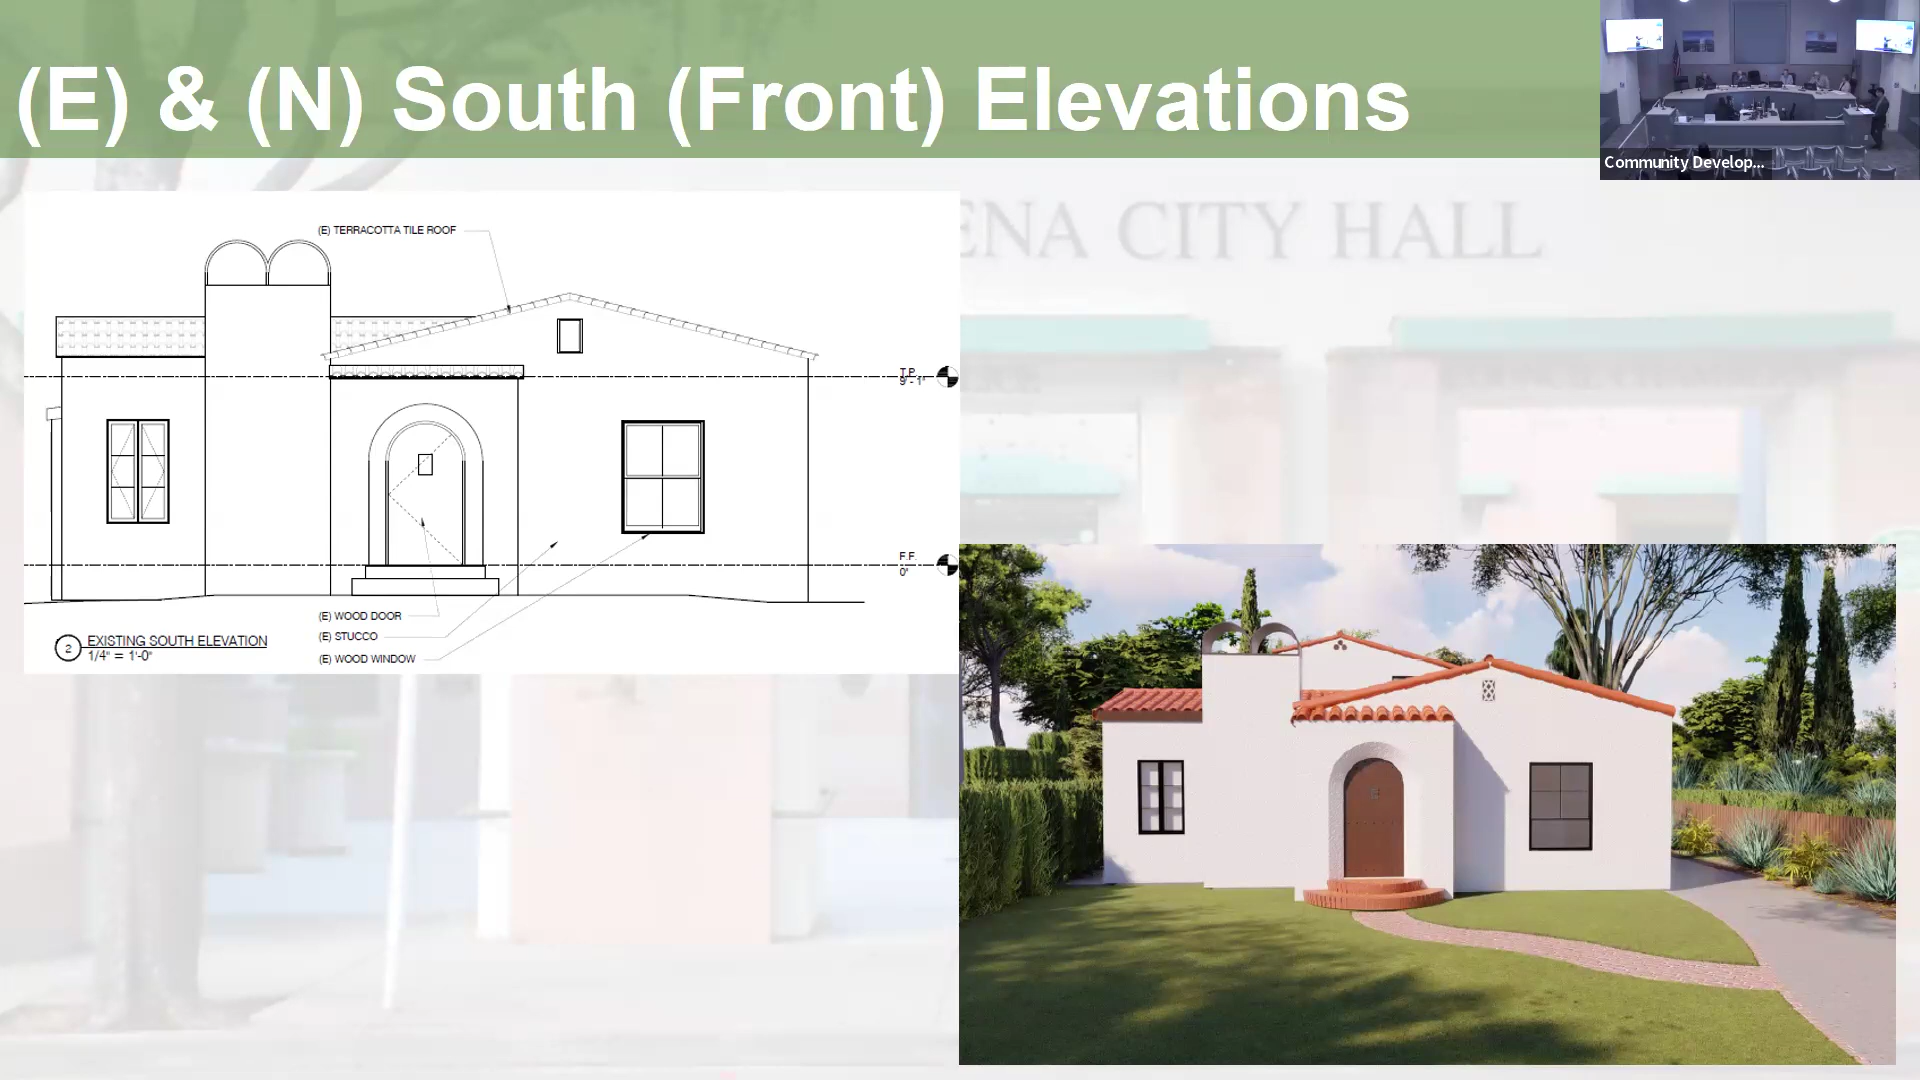 (E) & (N) South (Front) Elevations
Community Develop...
ENA CITY HALL
(E) TERRACOTTA TILE ROOF
T.P.
9' - 1"
F.F.
0'
(E) WOOD DOOR
(E) STUCCO
(E) WOOD WINDOW
2
EXISTING SOUTH ELEVATION
1/4" = 1'-0"